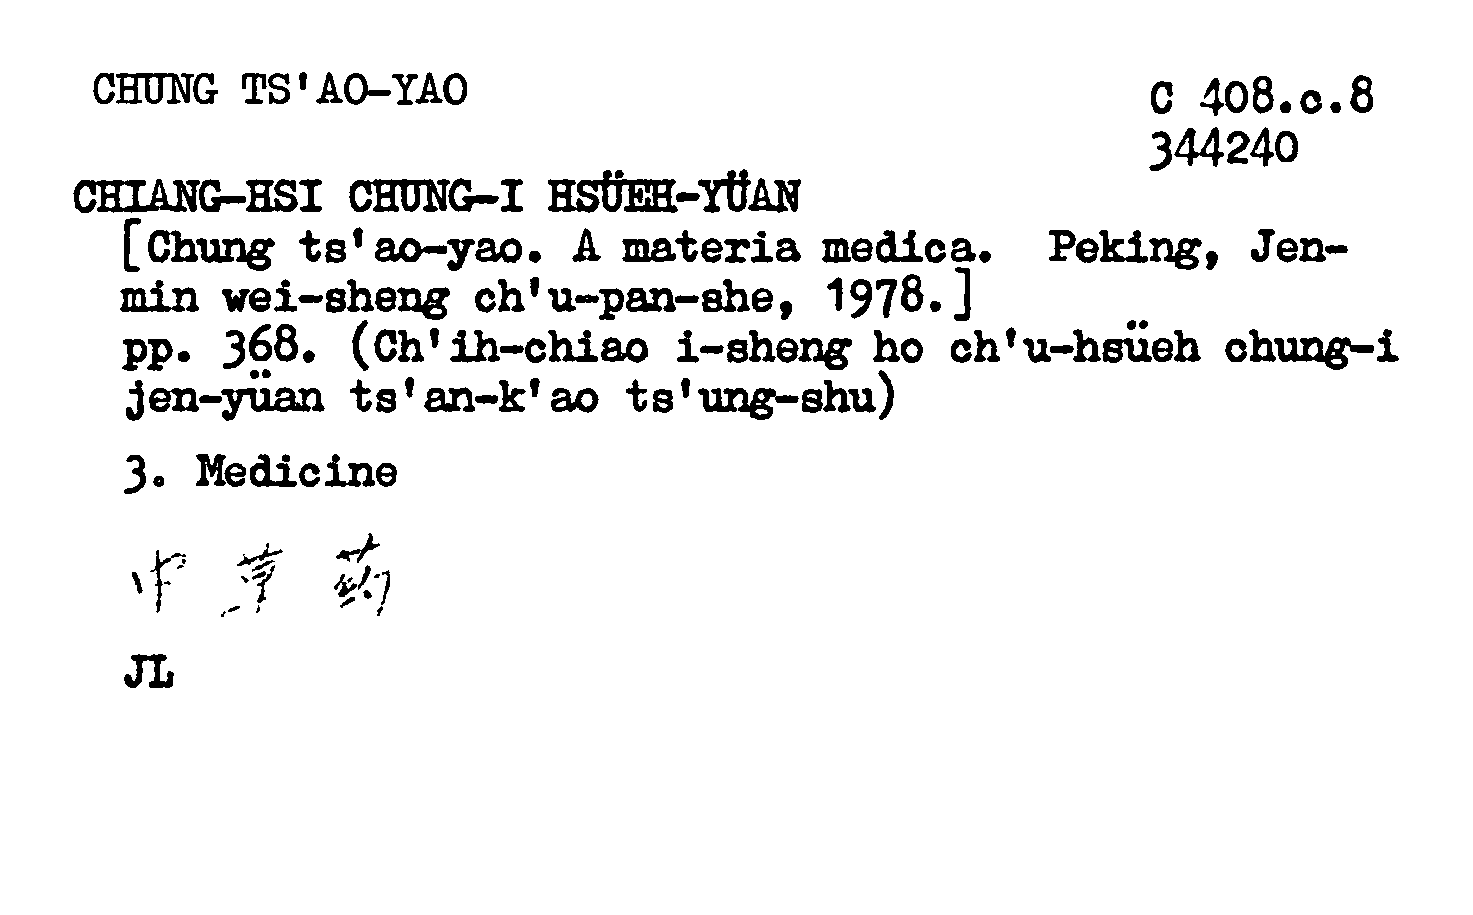 CHUNG TS'AO-YAO
C 408.c.8
344240
CHIANG-HSI CHUNG-I HSÜEH-YÜAN
[Chung ts'ao-yao. A materia medica. Peking, Jen-
min wei-sheng ch'u-pan-she, 1978.]
pp. 368. (Ch'ih-chiao i-sheng ho ch'u-hsüeh chung-i
jen-yüan ts'an-k'ao ts'ung-shu)
3. Medicine
中草药
JL